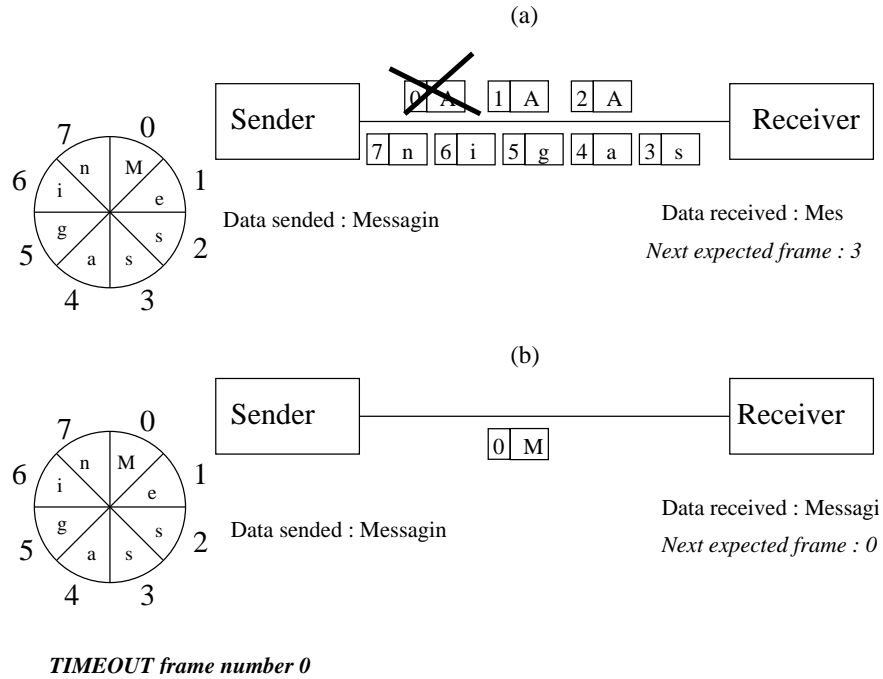 (a)
0 A 1 A 2 A
Sender
Receiver
7 n 6 i 5 g 4 a 3 s
7 0
6 n M 1
i e
g s
5 a s 2
4 3
Data sended : Messagin
Data received : Mes
Next expected frame : 3
(b)
Sender
Receiver
0 M
7 0
6 n M 1
i e
g s
5 a s 2
4 3
Data sended : Messagin
Data received : Messagi
Next expected frame : 0
TIMEOUT frame number 0